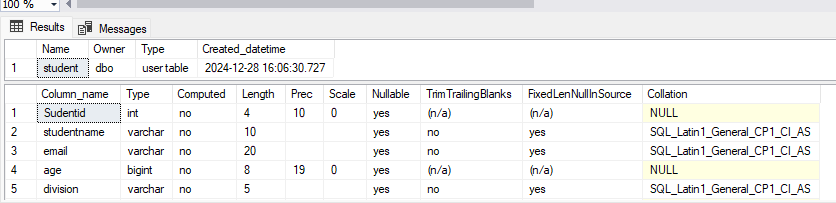 100 %
Results Messages
Name Owner Type Created_datetime
1 student dbo user table 2024-12-28 16:06:30.727
Column_name Type Computed Length Prec Scale Nullable TrimTrailingBlanks FixedLenNullInSource Collation
1 Sudentid int no 4 10 0 yes (n/a) (n/a) NULL
2 studentname varchar no 10 yes no yes SQL_Latin1_General_CP1_CI_AS
3 email varchar no 20 yes no yes SQL_Latin1_General_CP1_CI_AS
4 age bigint no 8 19 0 yes (n/a) (n/a) NULL
5 division varchar no 5 yes no yes SQL_Latin1_General_CP1_CI_AS